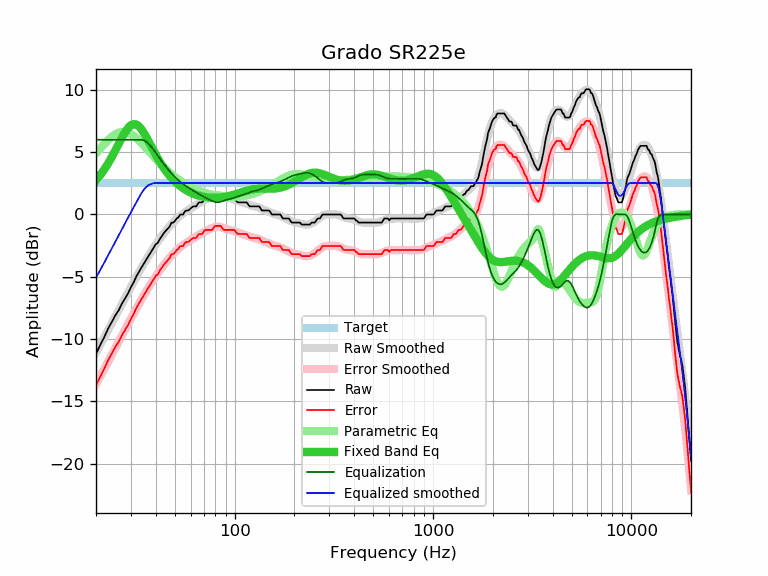 Grado SR225e
Amplitude (dBr)
10
5
0
−5
−10
−15
−20
Target
Raw Smoothed
Error Smoothed
Raw
Error
Parametric Eq
Fixed Band Eq
Equalization
Equalized smoothed
100
1000
10000
Frequency (Hz)